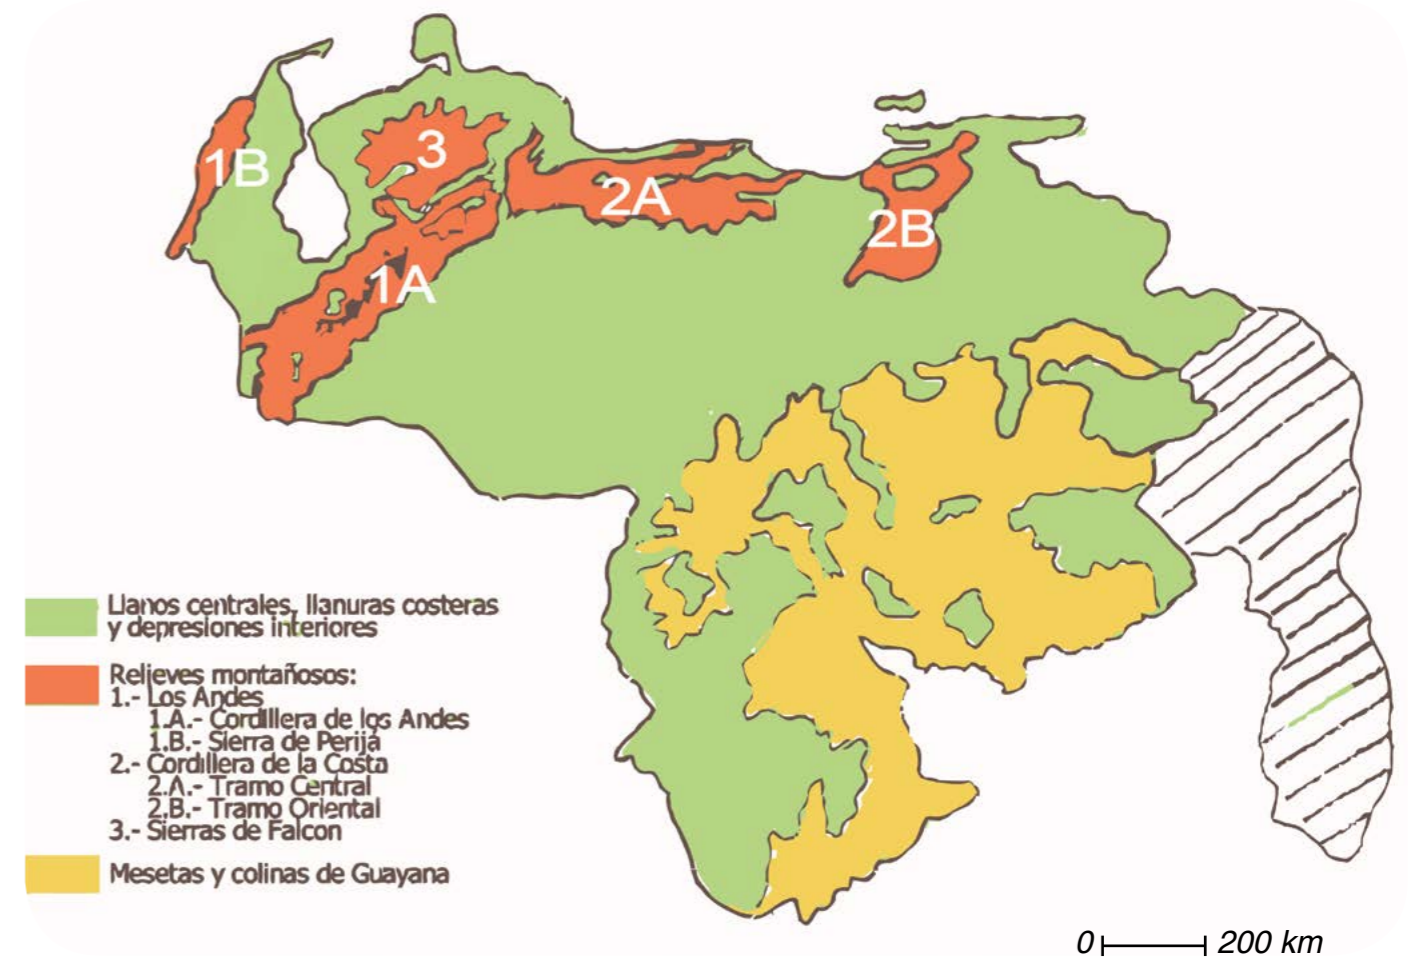 1B
3
2A
2B
1A
Llanos centrales, llanuras costeras
y depresiones interiores
Relieves montañosos:
1.- Los Andes
1.A.- Cordillera de los Andes
1.B.- Sierra de Perijá
2.- Cordillera de la Costa
2.A.- Tramo Central
2.B.- Tramo Oriental
3.- Sierras de Falcon
Mesetas y colinas de Guayana
0 200 km